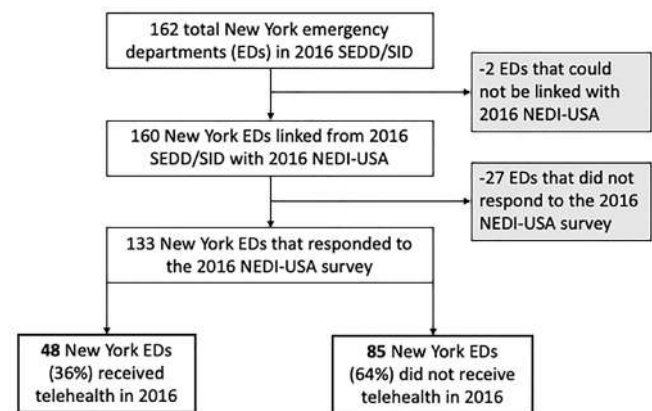 162 total New York emergency
departments (EDs) in 2016 SEDD/SID
-2 EDs that could
not be linked with
2016 NEDI-USA
160 New York EDs linked from 2016
SEDD/SID with 2016 NEDI-USA
-27 EDs that did not
respond to the 2016
NEDI-USA survey
133 New York EDs that responded to
the 2016 NEDI-USA survey
48 New York EDs
(36%) received
telehealth in 2016
85 New York EDs
(64%) did not receive
telehealth in 2016